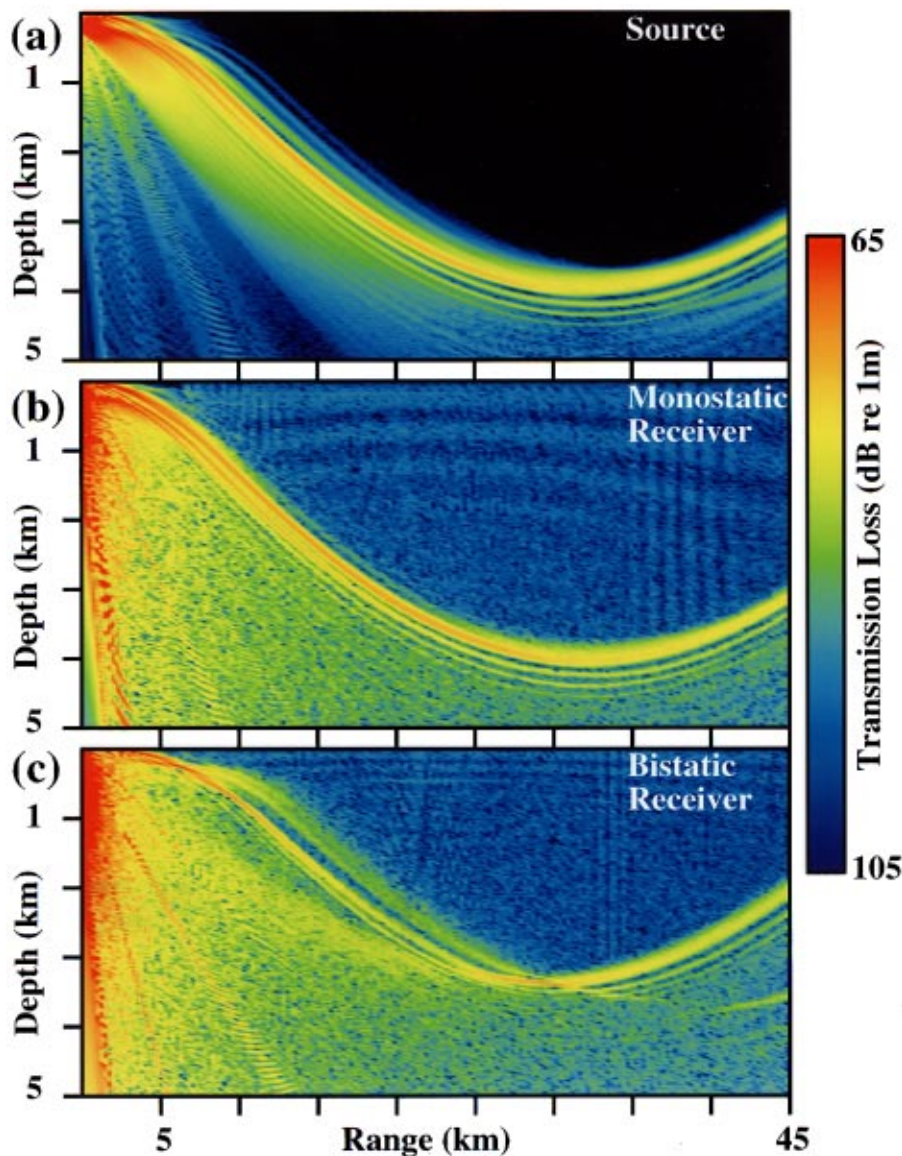 (a)
Source
1
Depth (km)
5
(b)
Monostatic
Receiver
1
Depth (km)
5
(c)
Bistatic
Receiver
1
Depth (km)
5
5
Range (km)
45
65
Transmission Loss (dB re 1m)
105